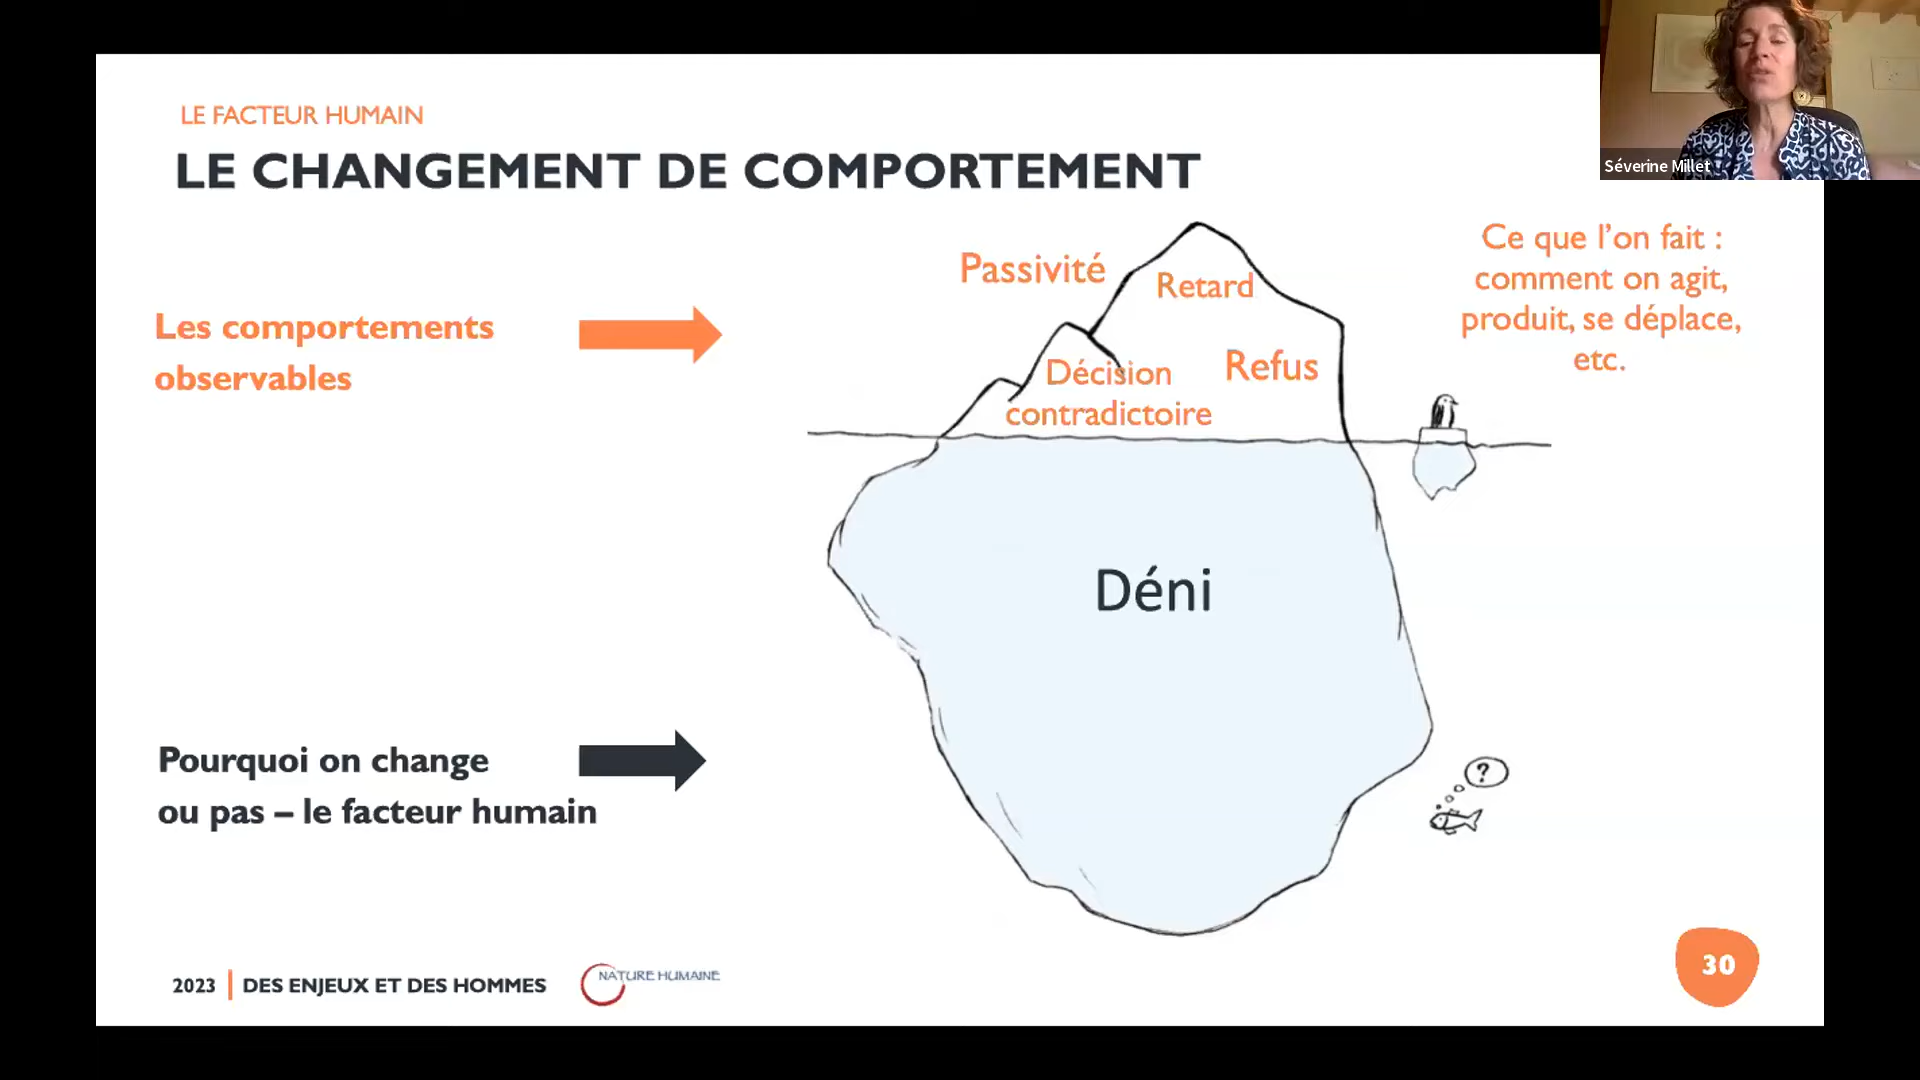 LE FACTEUR HUMAIN
LE CHANGEMENT DE COMPORTEMENT
Séverine Millet
Les comportements
observables
Passivité
Retard
Décision
contradictoire
Refus
Ce que l'on fait :
comment on agit,
produit, se déplace,
etc.
Déni
Pourquoi on change
ou pas – le facteur humain
?
2023 | DES ENJEUX ET DES HOMMES
NATURE HUMAINE
30